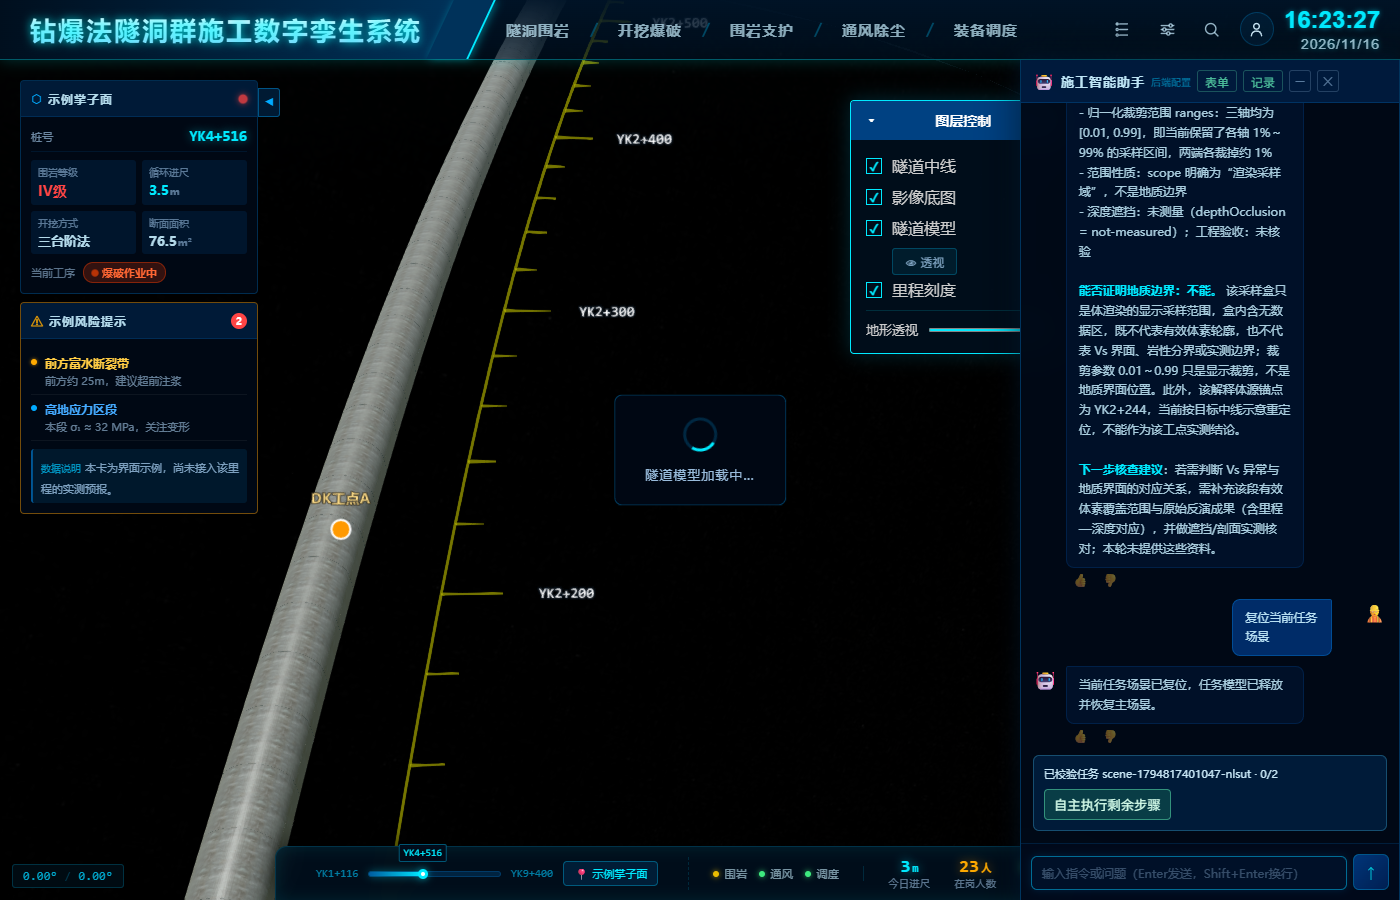 钻爆法隧洞群施工数字孪生系统
隧洞围岩 / 开挖爆破 / 围岩支护 / 通风除尘 / 装备调度
16:23:27
2026/11/16
示例掌子面
桩号 YK4+516
围岩等级 循环进尺
IV级 3.5m
开挖方式 断面面积
三台阶法 76.5m²
当前工序 爆破作业中
示例风险提示 2
前方富水断裂带
前方约 25m，建议超前注浆
高地应力区段
本段 σ₁ ≈ 32 MPa，关注变形
数据说明 本卡为界面示例，尚未接入该里
程的实测预报。
YK2+500
YK2+400
YK2+300
YK2+200
DK工点A
隧道模型加载中...
图层控制
隧道中线
影像底图
隧道模型
透视
里程刻度
地形透视
施工智能助手 后端配置 表单 记录
- 归一化裁剪范围 ranges：三轴均为
[0.01, 0.99]，即当前保留了各轴 1%～
99% 的采样区间，两端各裁掉约 1%
- 范围性质：scope 明确为“渲染采样
域”，不是地质边界
- 深度遮挡：未测量（depthOcclusion
= not-measured）；工程验收：未核
验
能否证明地质边界：不能。 该采样盒只
是体渲染的显示采样范围，盒内含无数
据区，既不代表有效体素轮廓，也不代
表 Vs 界面、岩性分界或实测边界；裁
剪参数 0.01～0.99 只是显示裁剪，不是
地质界面位置。此外，该解释体源锚点
为 YK2+244，当前按目标中线示意重定
位，不能作为该工点实测结论。
下一步核查建议：若需判断 Vs 异常与
地质界面的对应关系，需补充该段有效
体素覆盖范围与原始反演成果（含里程
—深度对应），并做遮挡/剖面实测核
对；本轮未提供这些资料。
复位当前任务
场景
当前任务场景已复位，任务模型已释放
并恢复主场景。
已校验任务 scene-1794817401047-nlsut · 0/2
自主执行剩余步骤
输入指令或问题（Enter发送，Shift+Enter换行）
0.00° / 0.00°
YK4+516
YK1+116 YK9+400 示例掌子面
围岩 通风 调度
3m 23人
今日进尺 在岗人数